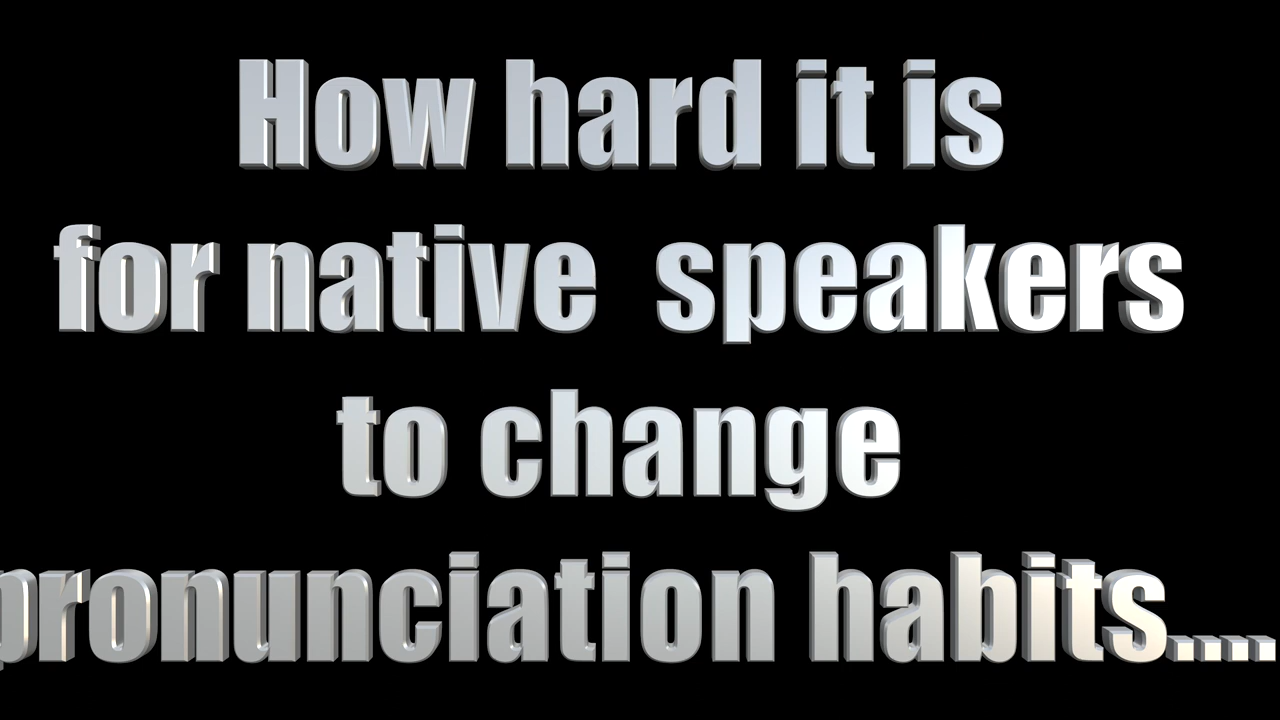 How hard it is
for native  speakers
to change
pronunciation habits....